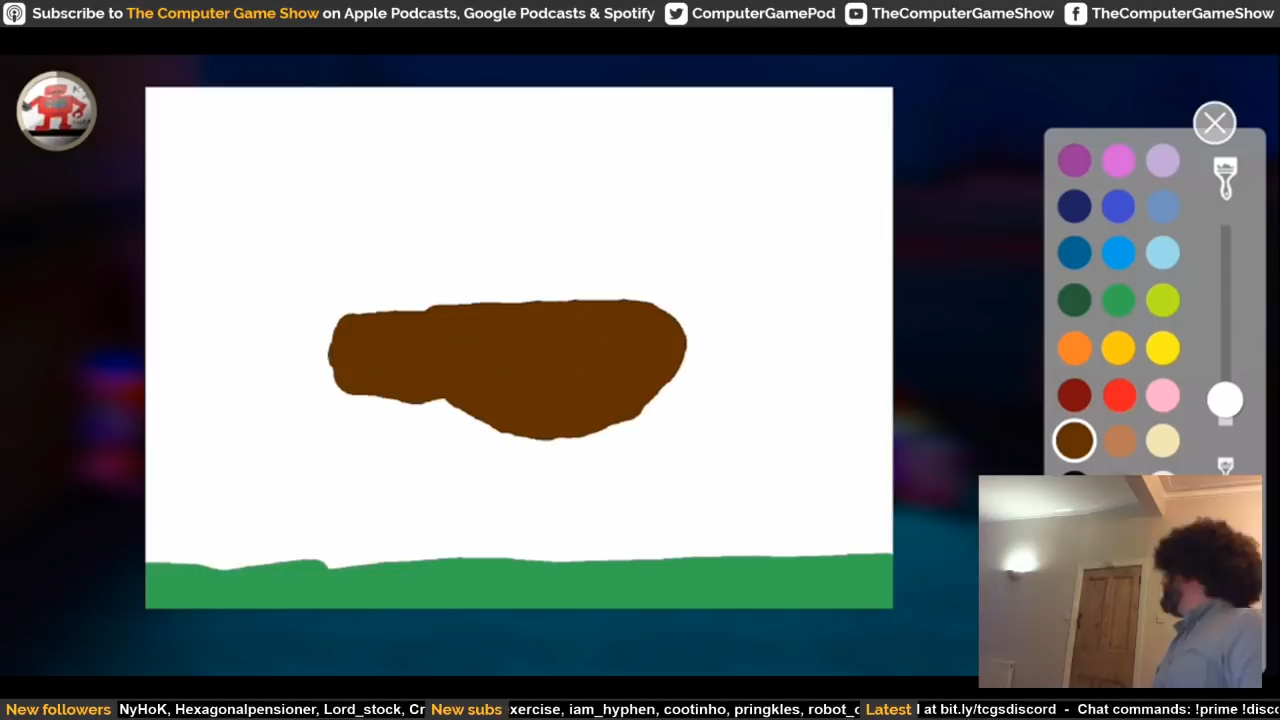 Subscribe to The Computer Game Show on Apple Podcasts, Google Podcasts & Spotify ComputerGamePod TheComputerGameShow TheComputerGameShow
New followers NyHoK, Hexagonalpensioner, Lord_stock, Cr New subs xercise, iam_hyphen, cootinho, pringkles, robot_c Latest l at bit.ly/tcgsdiscord - Chat commands: !prime !disc